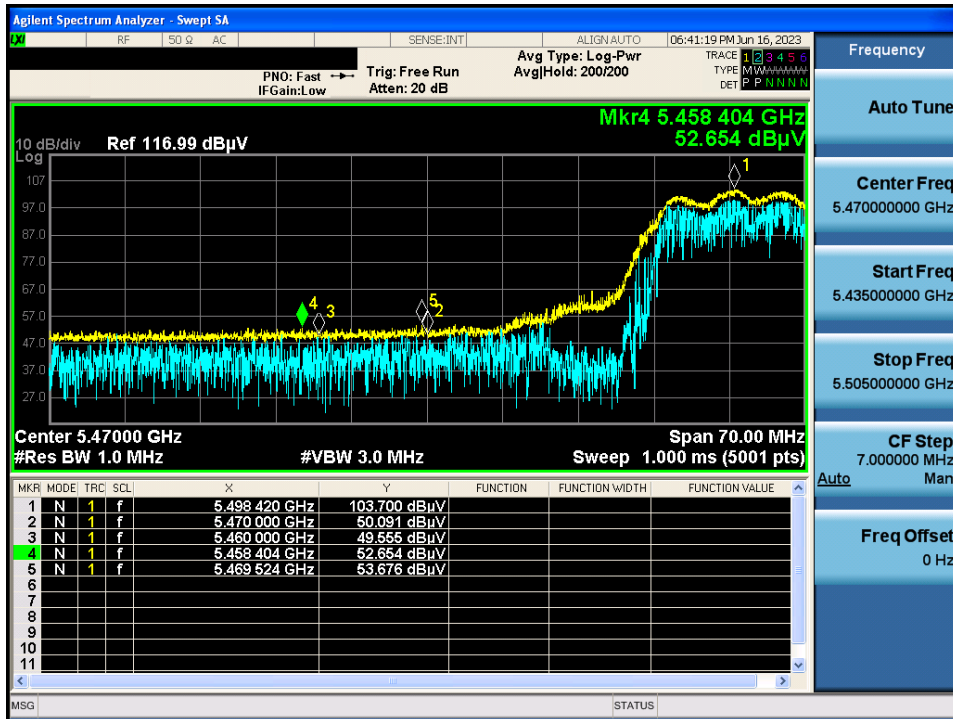 Agilent Spectrum Analyzer - Swept SA
LXI RF 50 Ω AC SENSE:INT ALIGN AUTO 06:41:19 PM Jun 16, 2023
PNO: Fast Trig: Free Run Avg Type: Log-Pwr TRACE 1 2 3 4 5 6
IFGain:Low Atten: 20 dB Avg|Hold: 200/200 TYPE M W W W W W
DET P P N N N N
Mkr4 5.458 404 GHz
52.654 dBµV
10 dB/div Ref 116.99 dBµV
Log
107
97.0
87.0
77.0
67.0
57.0
47.0
37.0
27.0
1
4
3
5
2
Center 5.47000 GHz Span 70.00 MHz
#Res BW 1.0 MHz #VBW 3.0 MHz Sweep 1.000 ms (5001 pts)
MKR MODE TRC SCL X Y FUNCTION FUNCTION WIDTH FUNCTION VALUE
1 N 1 f 5.498 420 GHz 103.700 dBµV
2 N 1 f 5.470 000 GHz 50.091 dBµV
3 N 1 f 5.460 000 GHz 49.555 dBµV
4 N 1 f 5.458 404 GHz 52.654 dBµV
5 N 1 f 5.469 524 GHz 53.676 dBµV
6
7
8
9
10
11
MSG STATUS
Frequency
Auto Tune
Center Freq
5.470000000 GHz
Start Freq
5.435000000 GHz
Stop Freq
5.505000000 GHz
CF Step
7.000000 MHz
Auto Man
Freq Offset
0 Hz